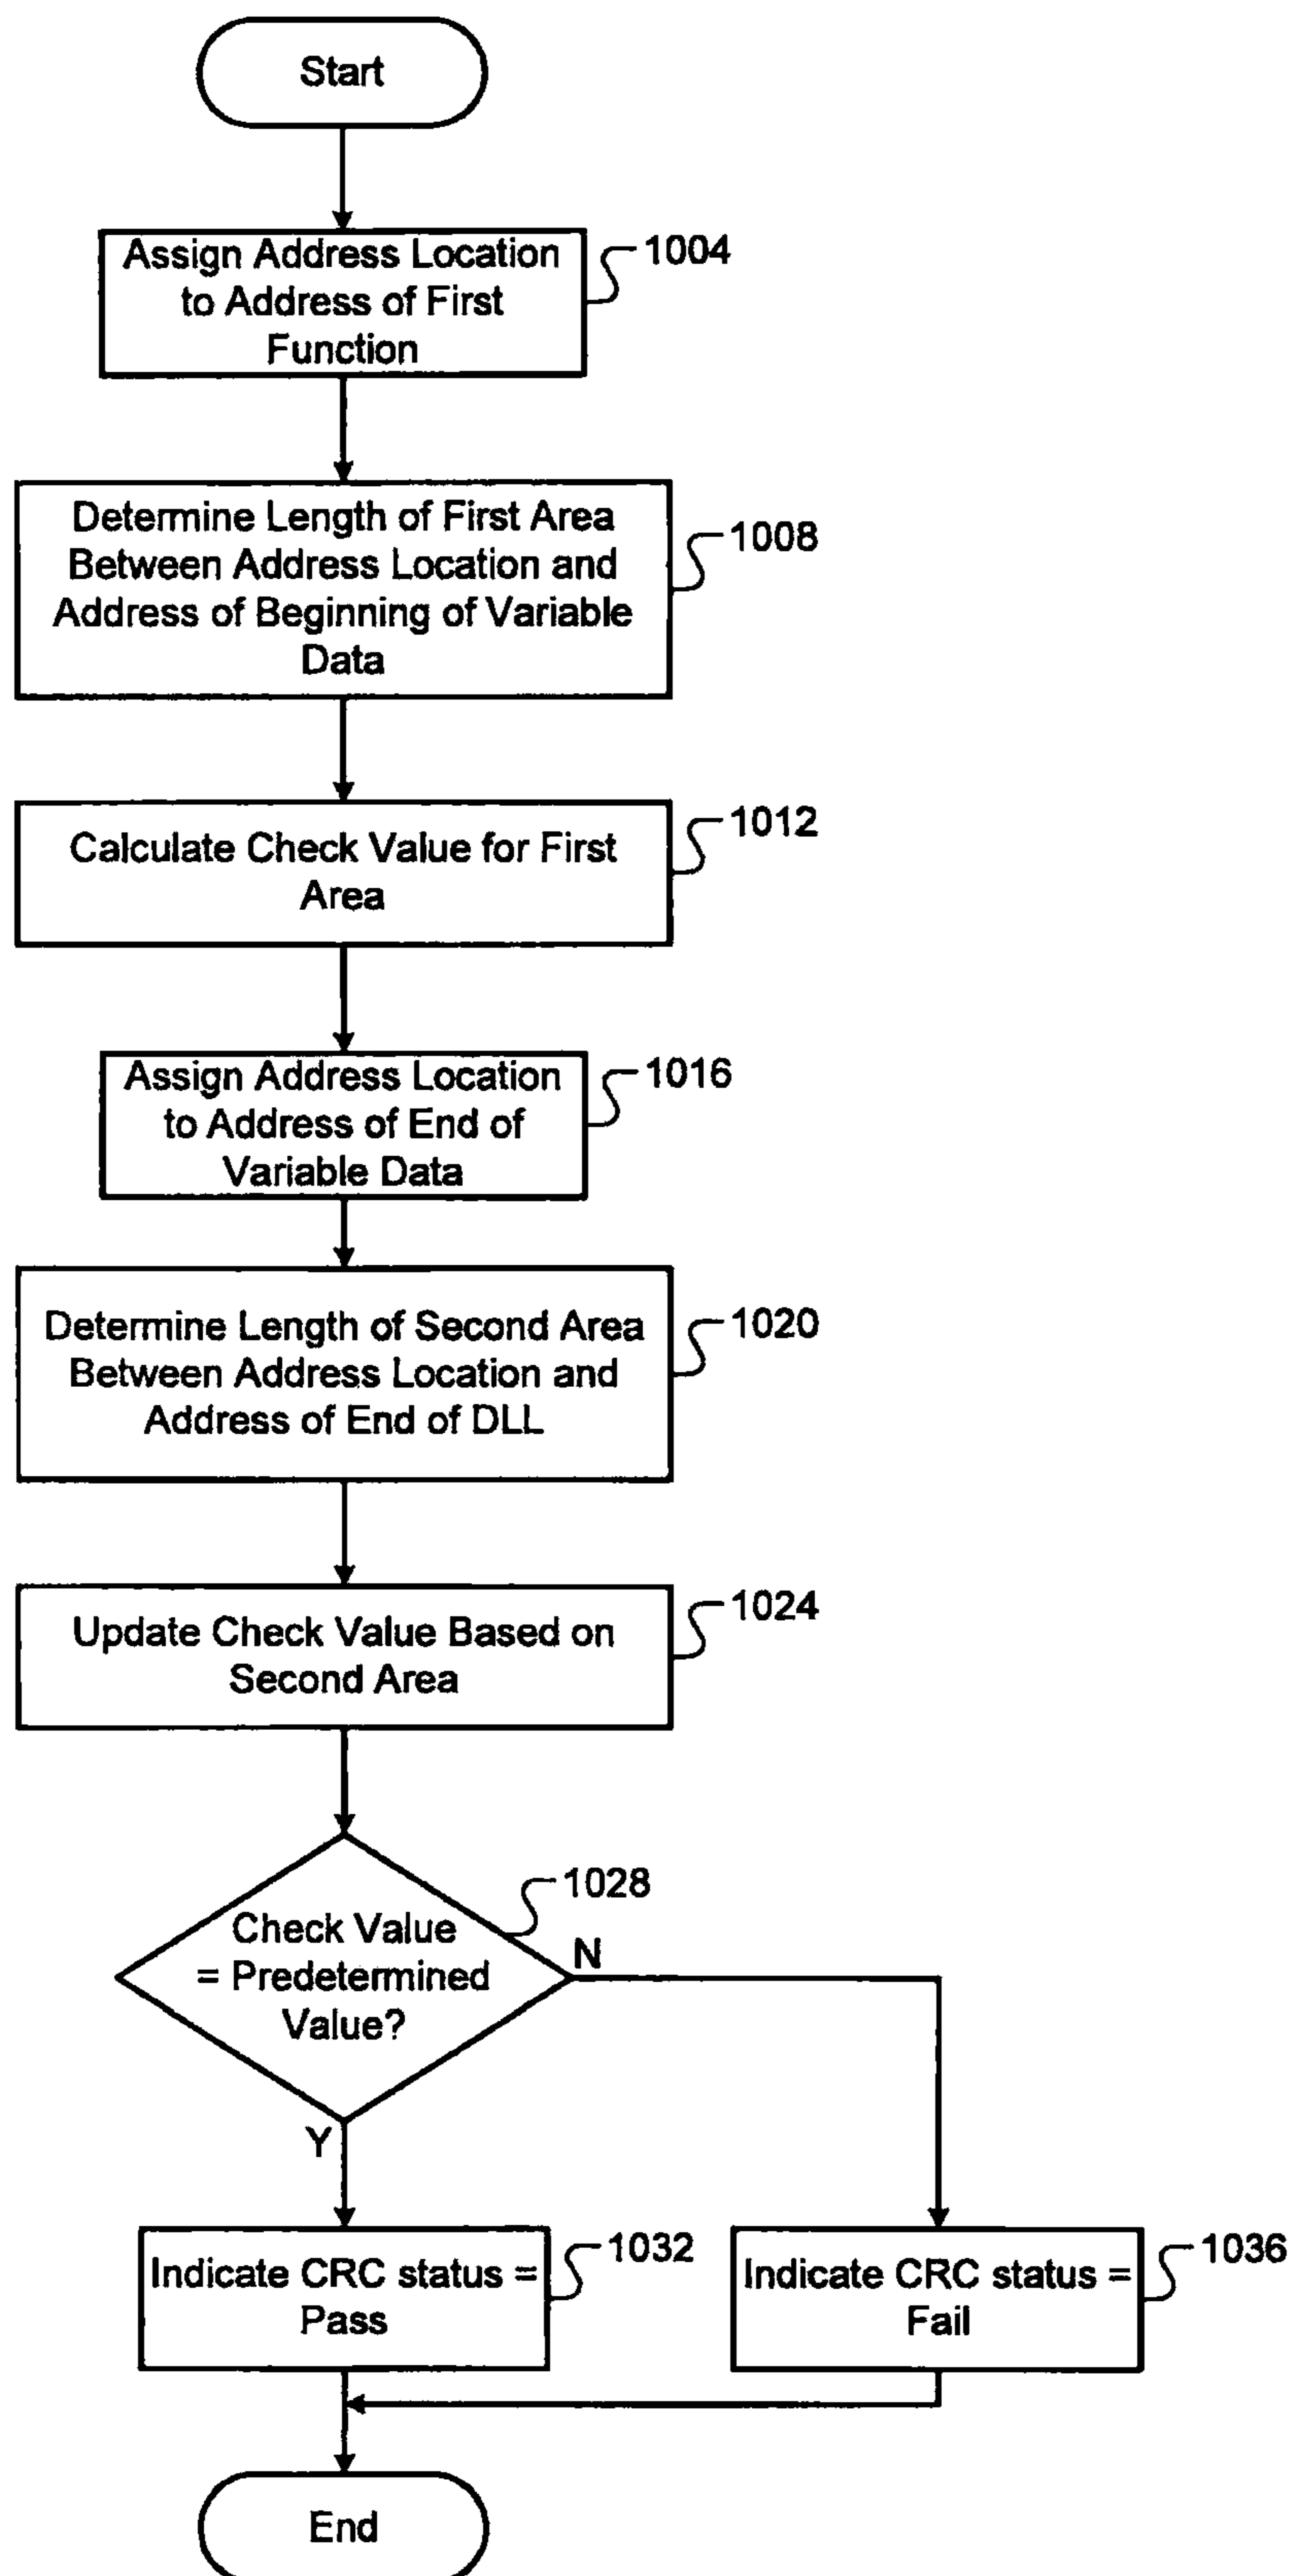 Start
Assign Address Location
to Address of First
Function
1004
Determine Length of First Area
Between Address Location and
Address of Beginning of Variable
Data
1008
Calculate Check Value for First
Area
1012
Assign Address Location
to Address of End of
Variable Data
1016
Determine Length of Second Area
Between Address Location and
Address of End of DLL
1020
Update Check Value Based on
Second Area
1024
Check Value
= Predetermined
Value?
1028
N
Y
Indicate CRC status =
Pass
1032
Indicate CRC status =
Fail
1036
End